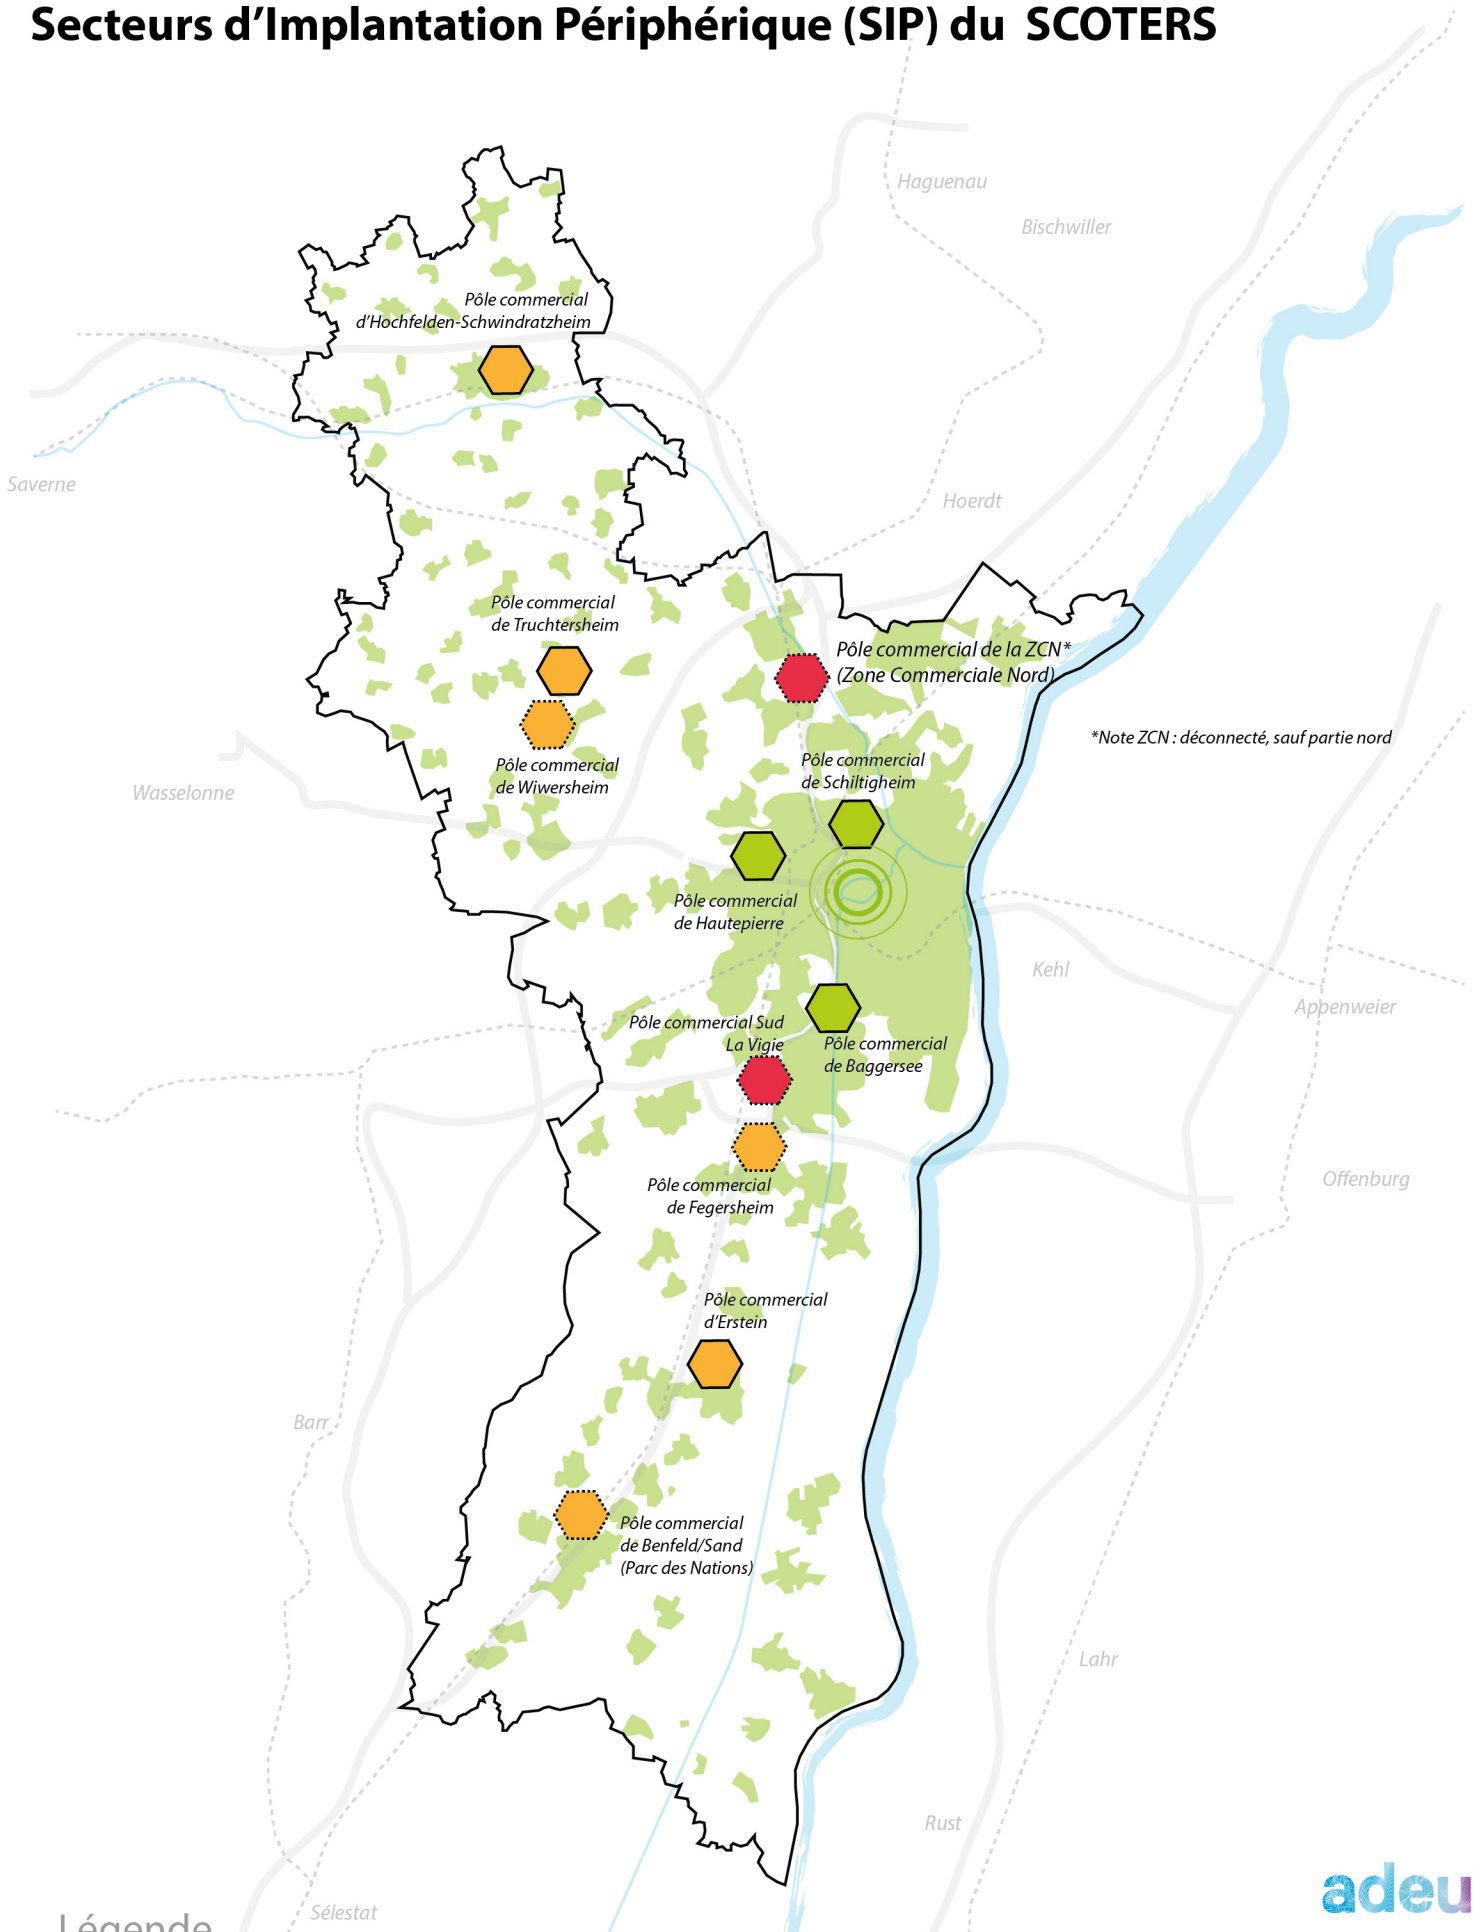 Secteurs d’Implantation Périphérique (SIP) du SCOTERS
Haguenau
Bischwiller
Pôle commercial
d’Hochfelden-Schwindratzheim
Saverne
Hoerdt
Pôle commercial
de Truchtersheim
Pôle commercial de la ZCN*
(Zone Commerciale Nord)
*Note ZCN : déconnecté, sauf partie nord
Pôle commercial
de Schiltigheim
Pôle commercial
de Wiwersheim
Wasselonne
Pôle commercial
de Hautepierre
Kehl
Appenweier
Pôle commercial Sud
La Vigie
Pôle commercial
de Baggersee
Pôle commercial
de Fegersheim
Offenburg
Pôle commercial
d’Erstein
Barr
Pôle commercial
de Benfeld/Sand
(Parc des Nations)
Lahr
Rust
Sélestat
adeu
Légende